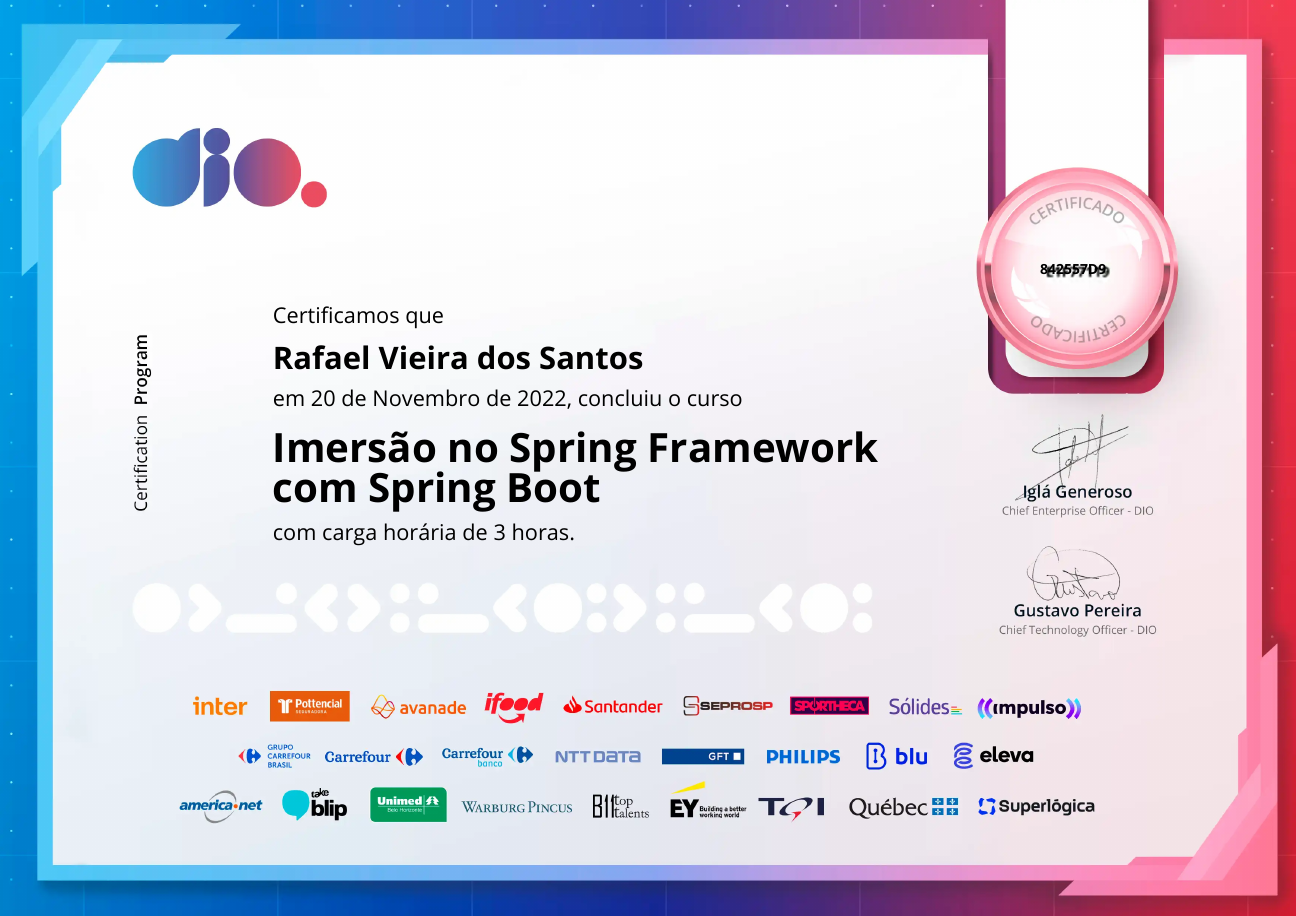 dio.
CERTIFICADO
842557D9
CERTIFICADO
Certification Program
Certificamos que
Rafael Vieira dos Santos
em 20 de Novembro de 2022, concluiu o curso
Imersão no Spring Framework
com Spring Boot
com carga horária de 3 horas.
Iglá Generoso
Chief Enterprise Officer - DIO
Gustavo Pereira
Chief Technology Officer - DIO
inter Pottencial SEGURADORA avanade ifood Santander SEPROSP SPORTHECA Sólides impulso
GRUPO CARREFOUR BRASIL Carrefour Carrefour banco NTT DATA GFT PHILIPS blu eleva
america net take blip Unimed Belo Horizonte WARBURG PINCUS B111 top talents EY Building a better working world TQI Québec Superlógica